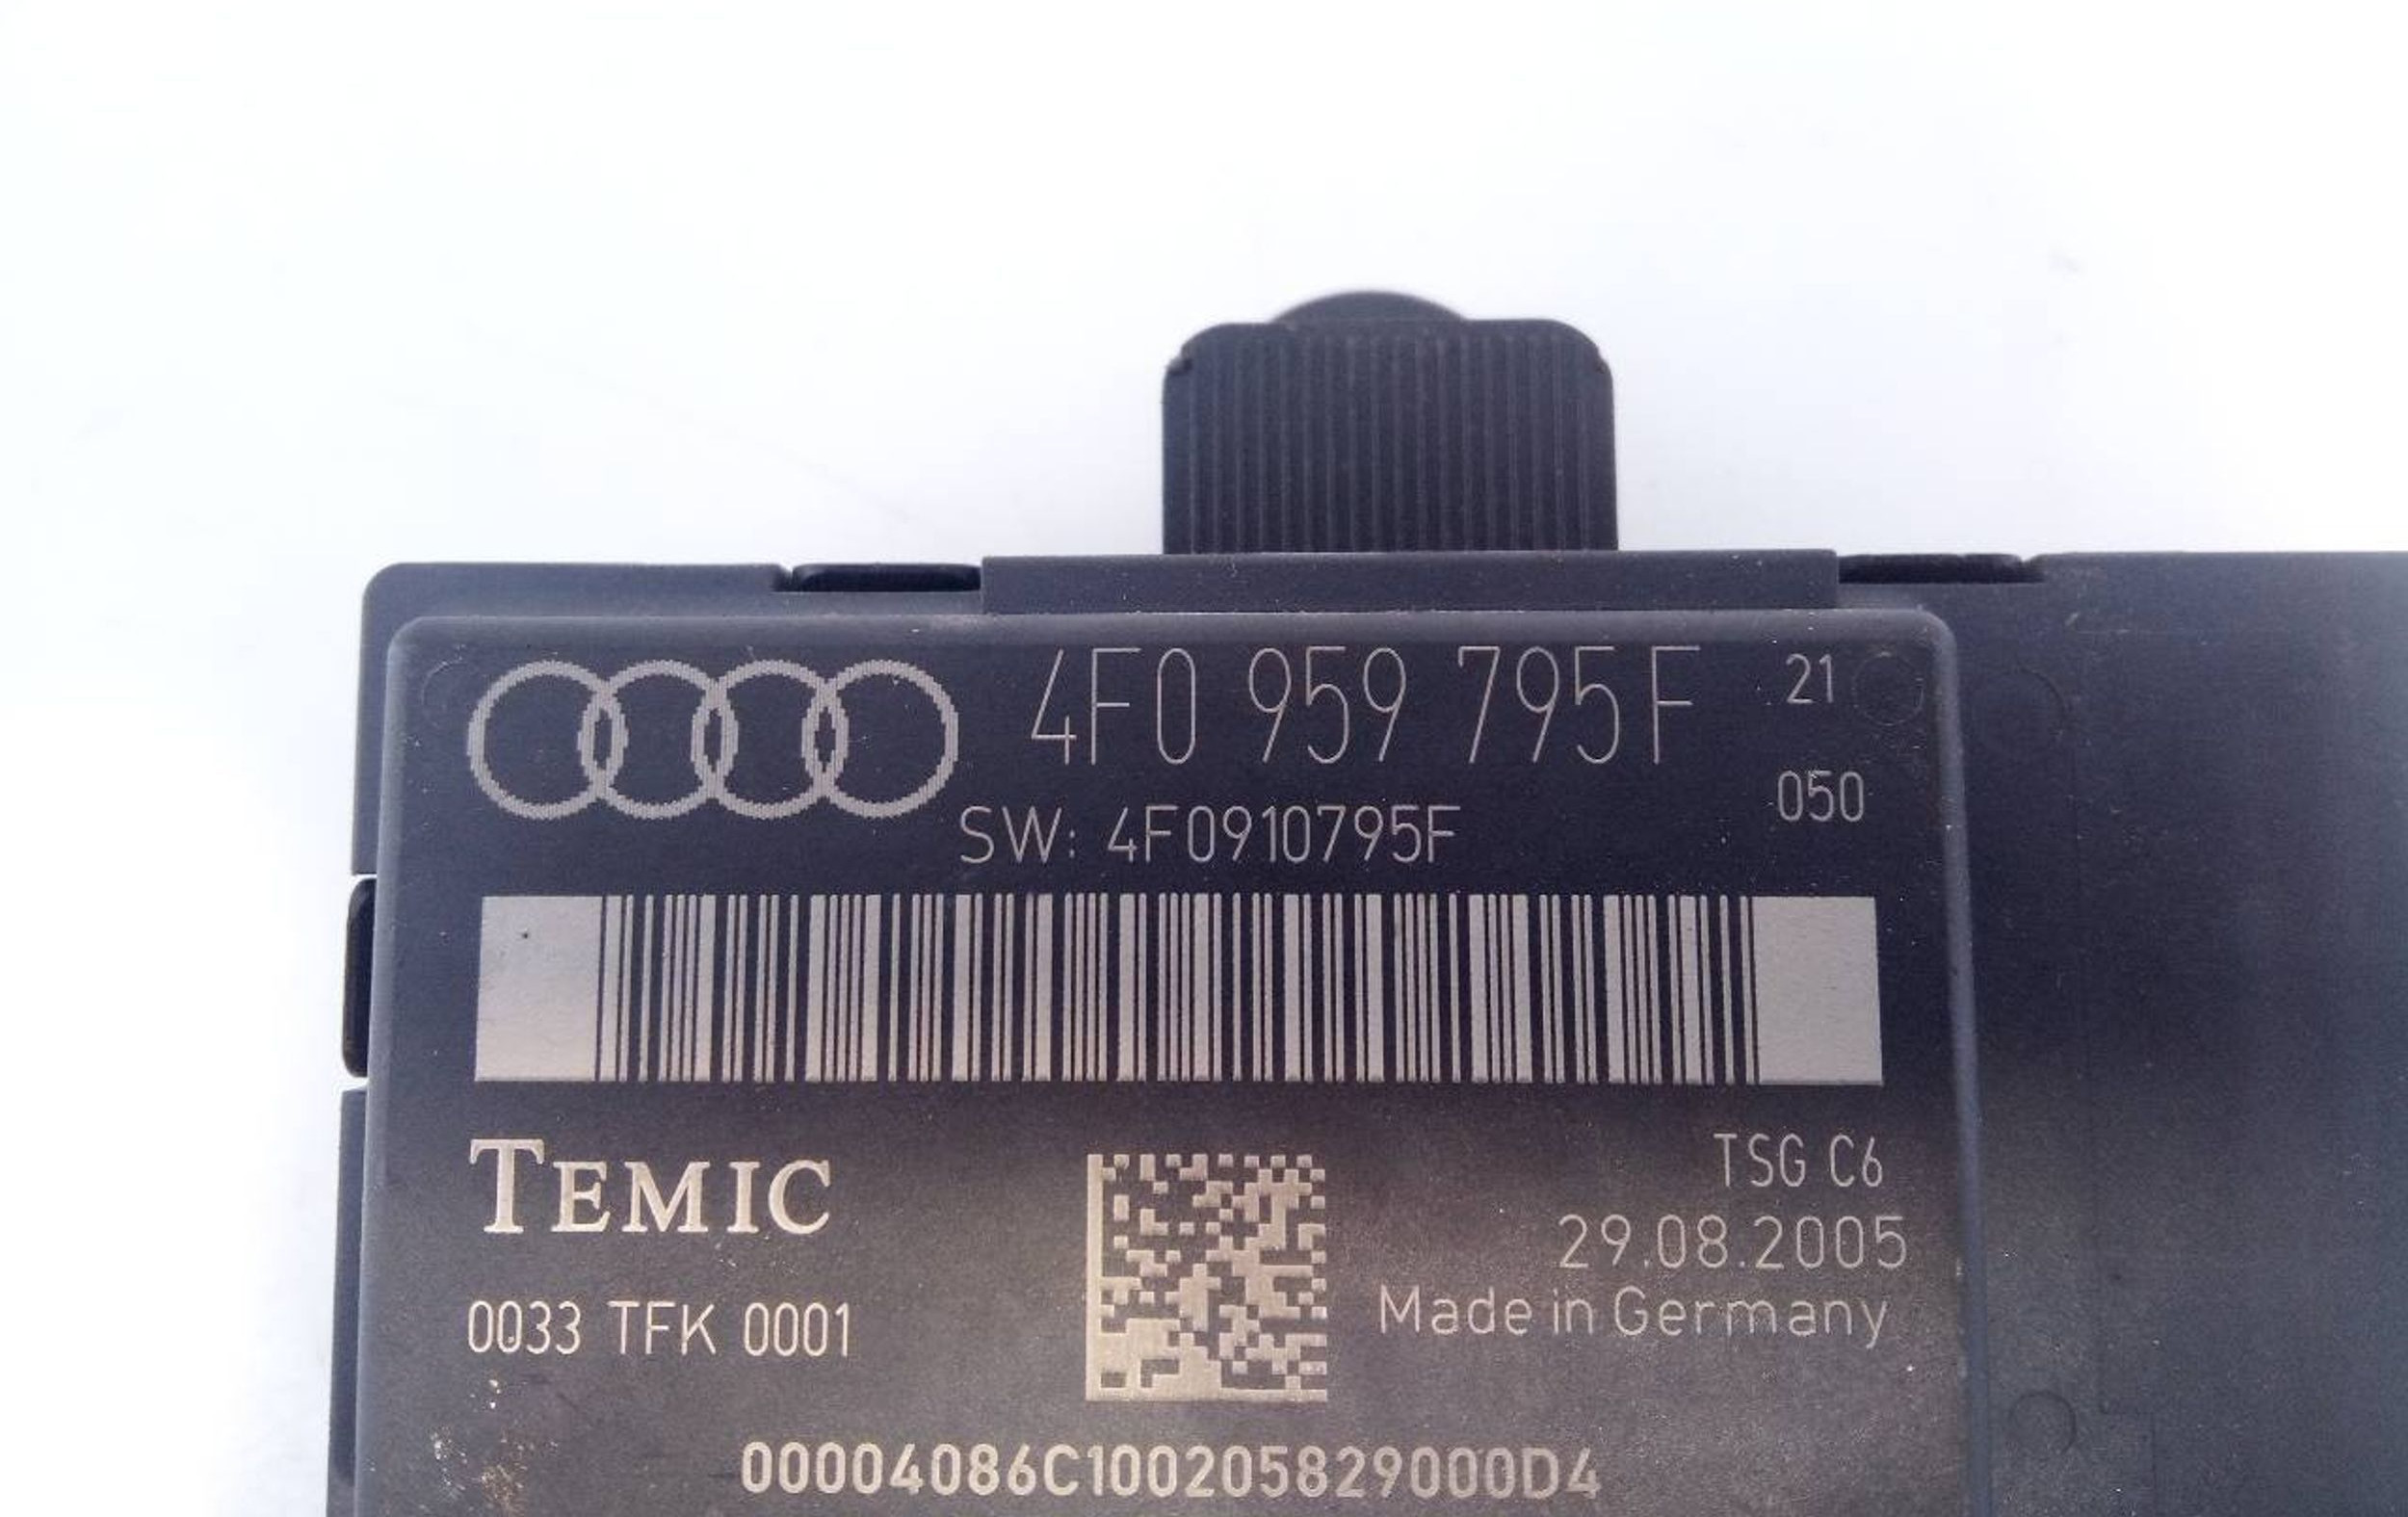 4F0 959 795 F 21
050
SW: 4F0910795F
TEMIC
TSG C6
29.08.2005
Made in Germany
0033 TFK 0001
00004086C100205829000D4